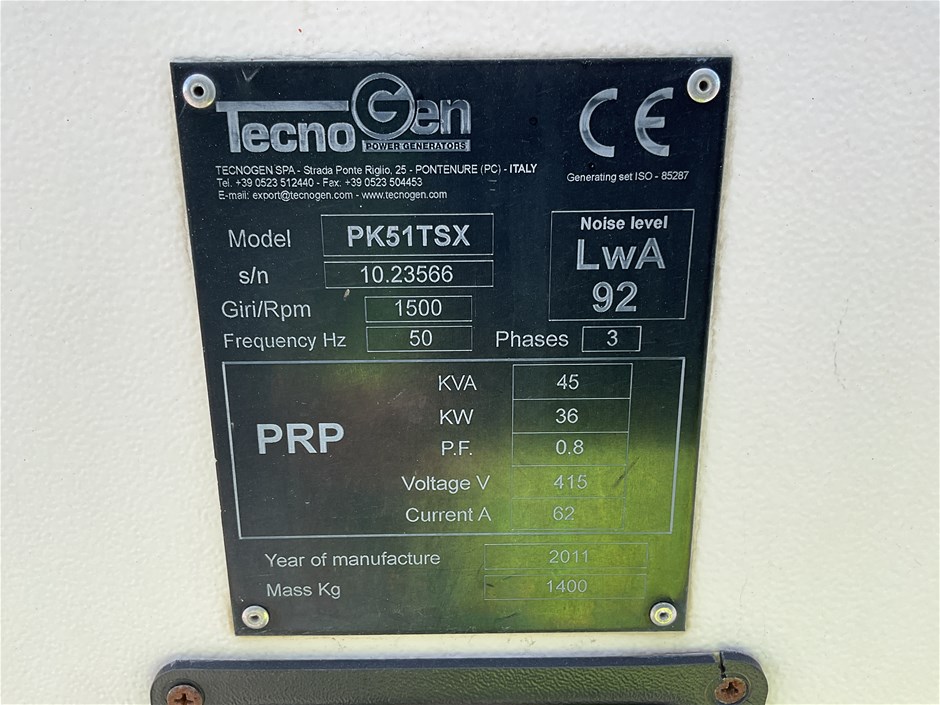 TecnoGen
POWER GENERATORS
CE
TECNOGEN SPA - Strada Ponte Riglio, 25 - PONTENURE (PC) - ITALY
Tel. +39 0523 512440 - Fax: +39 0523 504453
E-mail: export@tecnogen.com - www.tecnogen.com
Generating set ISO - 85287
Model PK51TSX
s/n 10.23566
Giri/Rpm 1500
Frequency Hz 50 Phases 3
Noise level
LwA
92
PRP
KVA 45
KW 36
P.F. 0.8
Voltage V 415
Current A 62
Year of manufacture 2011
Mass Kg 1400